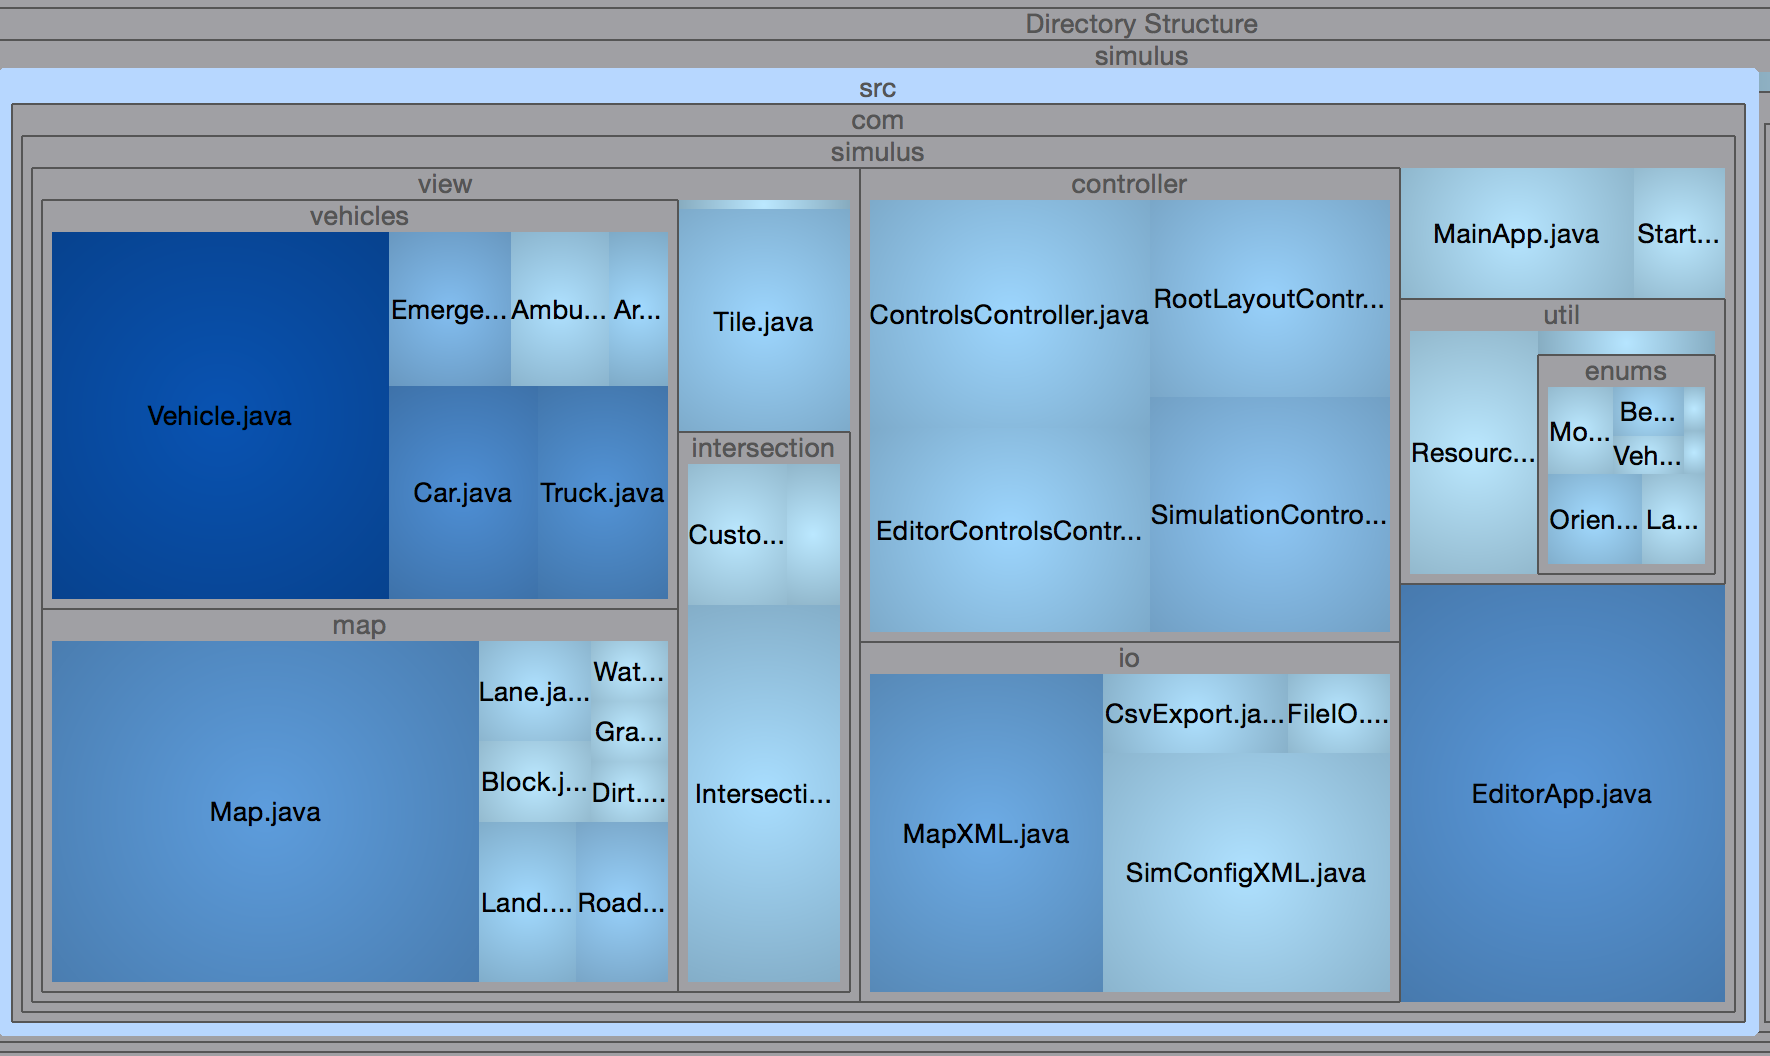 Directory Structure
simulus
src
com
simulus
view
vehicles
Vehicle.java
Emerge...
Ambu...
Ar...
Car.java
Truck.java
map
Map.java
Lane.ja...
Wat...
Gra...
Block.j...
Dirt....
Land....
Road...
Tile.java
intersection
Custo...
Intersecti...
controller
ControlsController.java
RootLayoutContr...
EditorControlsContr...
SimulationContro...
io
MapXML.java
CsvExport.ja...
FileIO....
SimConfigXML.java
MainApp.java
Start...
util
Resourc...
enums
Mo...
Be...
Veh...
Orien...
La...
EditorApp.java